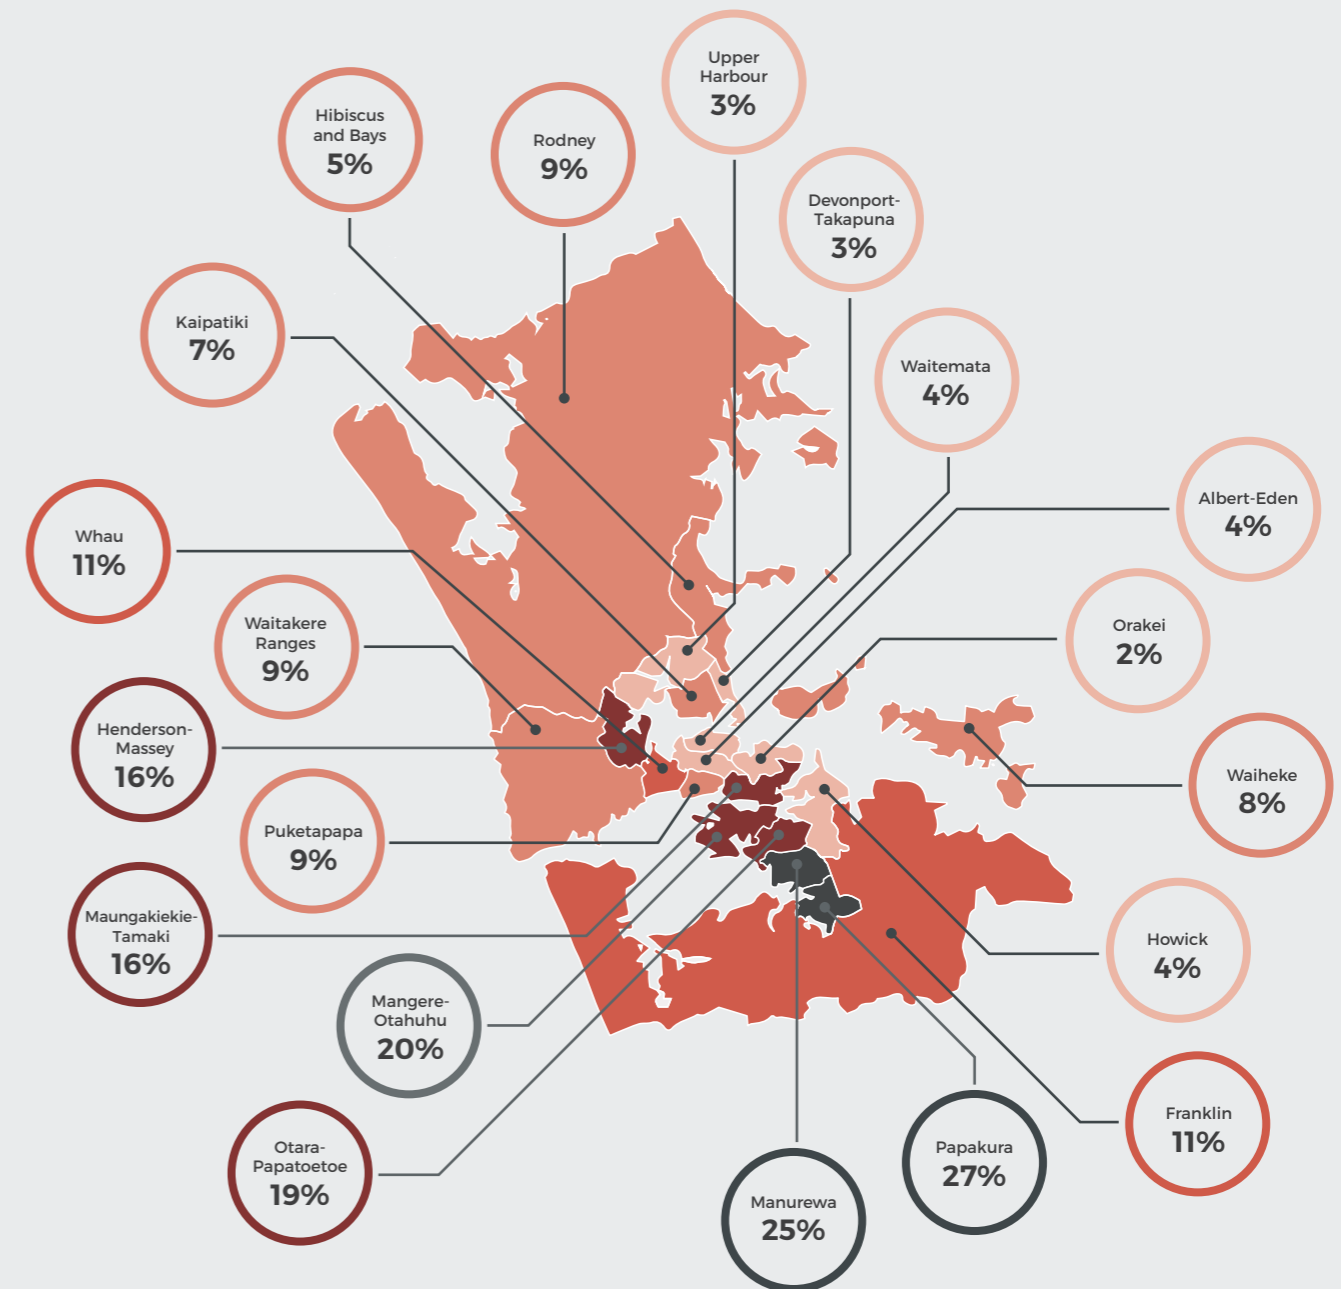 Upper
Harbour
3%
Hibiscus
and Bays
5%
Rodney
9%
Devonport-
Takapuna
3%
Kaipatiki
7%
Waitemata
4%
Albert-Eden
4%
Whau
11%
Waitakere
Ranges
9%
Orakei
2%
Henderson-
Massey
16%
Waiheke
8%
Puketapapa
9%
Maungakiekie-
Tamaki
16%
Howick
4%
Mangere-
Otahuhu
20%
Franklin
11%
Otara-
Papatoetoe
19%
Papakura
27%
Manurewa
25%